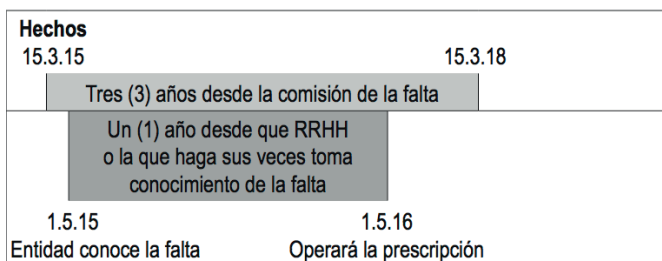 Hechos
15.3.15 15.3.18
Tres (3) años desde la comisión de la falta
Un (1) año desde que RRHH
o la que haga sus veces toma
conocimiento de la falta
1.5.15 1.5.16
Entidad conoce la falta Operará la prescripción